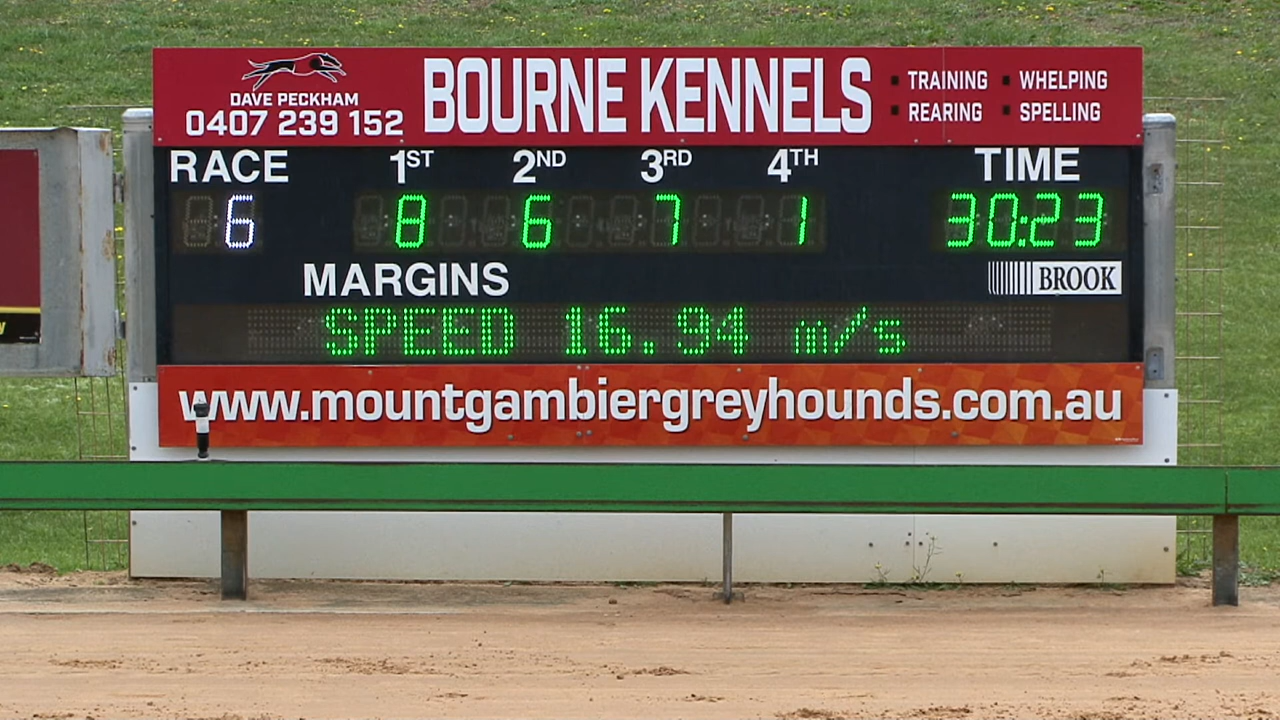 DAVE PECKHAM
0407 239 152
BOURNE KENNELS
TRAINING
WHELPING
REARING
SPELLING
RACE 1ST 2ND 3RD 4TH TIME
6 8 6 7 1 30:23
MARGINS
BROOK
SPEED 16.94 m/s
www.mountgambiergreyhounds.com.au